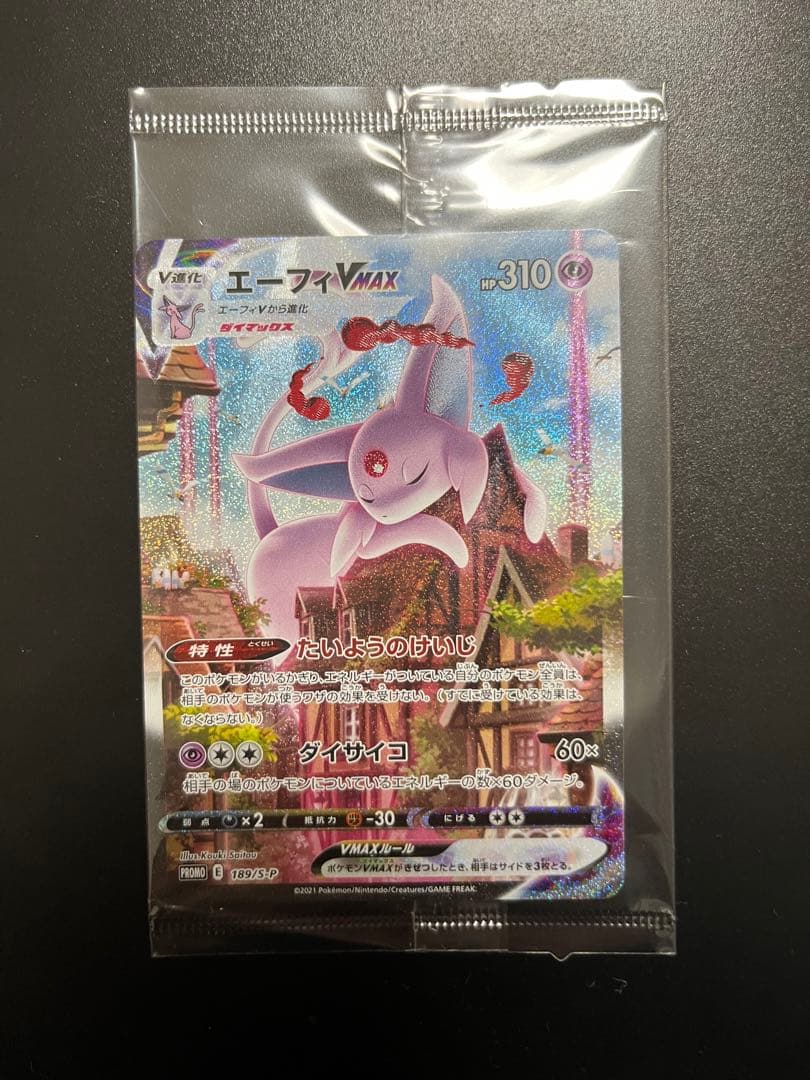 V進化
エーフィVMAX
HP310
エーフィVから進化
ダイマックス
特性
とくせい
たいようのけいじ
このポケモンがいるかぎり、エネルギーがついている自分のポケモン全員は、
相手のポケモンが使うワザの効果を受けない。（すでに受けている効果は、
なくならない。）
ダイサイコ
60×
相手の場のポケモンについているエネルギーの数×60ダメージ。
弱点
×2
抵抗力
-30
にげる
VMAXルール
ポケモンVMAXがきぜつしたとき、相手はサイドを3枚とる。
Illus. Kouki Saitou
PROMO E 189/S-P
©2021 Pokémon/Nintendo/Creatures/GAME FREAK.